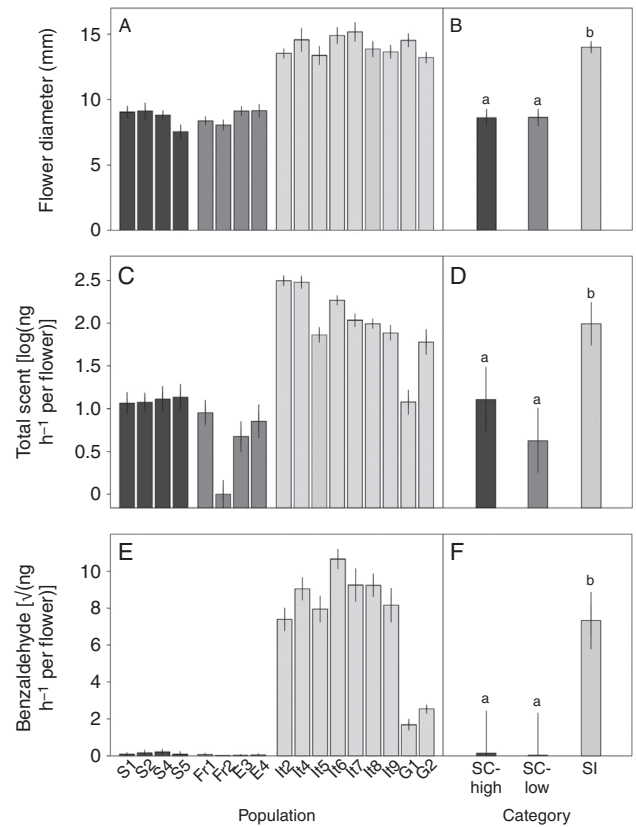 A
B
Flower diameter (mm)
15
10
5
0
a
a
b
C
D
Total scent [log(ng
h⁻¹ per flower)]
2.5
2.0
1.5
1.0
0.5
0
a
a
b
E
F
Benzaldehyde [√(ng
h⁻¹ per flower)]
10
8
6
4
2
0
a
a
b
S1 S2 S4 S5 Fr1 Fr2 E3 E4 It2 It4 It5 It6 It7 It8 It9 G1 G2
SC-high
SC-low
SI
Population
Category